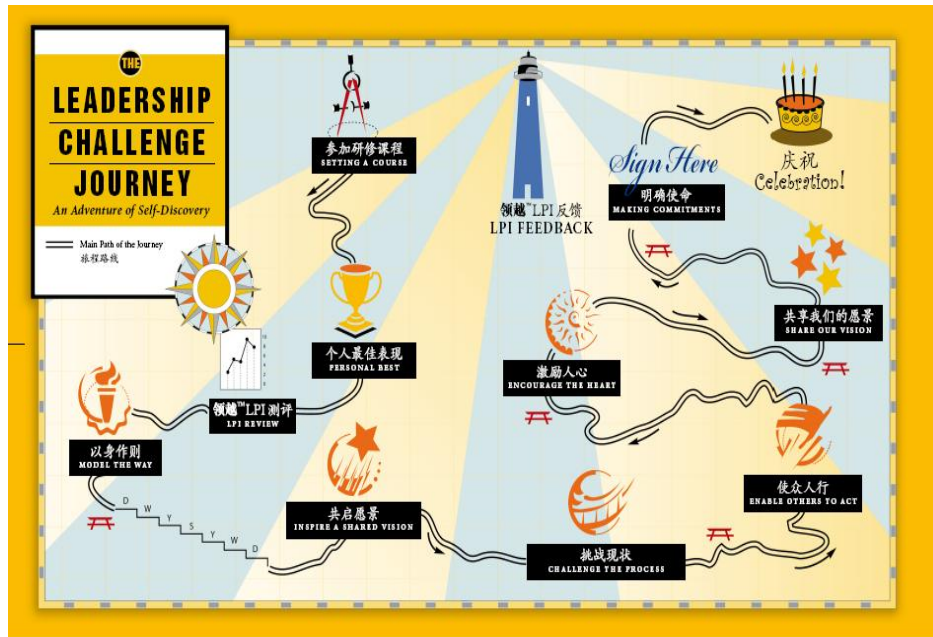 THE
LEADERSHIP
CHALLENGE
JOURNEY
An Adventure of Self-Discovery
Main Path of the Journey
旅程路线
参加研修课程
SETTING A COURSE
个人最佳表现
PERSONAL BEST
领越™LPI 测评
LPI REVIEW
以身作则
MODEL THE WAY
D
W
Y
S
Y
W
D
共启愿景
INSPIRE A SHARED VISION
挑战现状
CHALLENGE THE PROCESS
使众人行
ENABLE OTHERS TO ACT
激励人心
ENCOURAGE THE HEART
共享我们的愿景
SHARE OUR VISION
Sign Here
明确使命
MAKING COMMITMENTS
庆祝
Celebration!
领越™LPI 反馈
LPI FEEDBACK